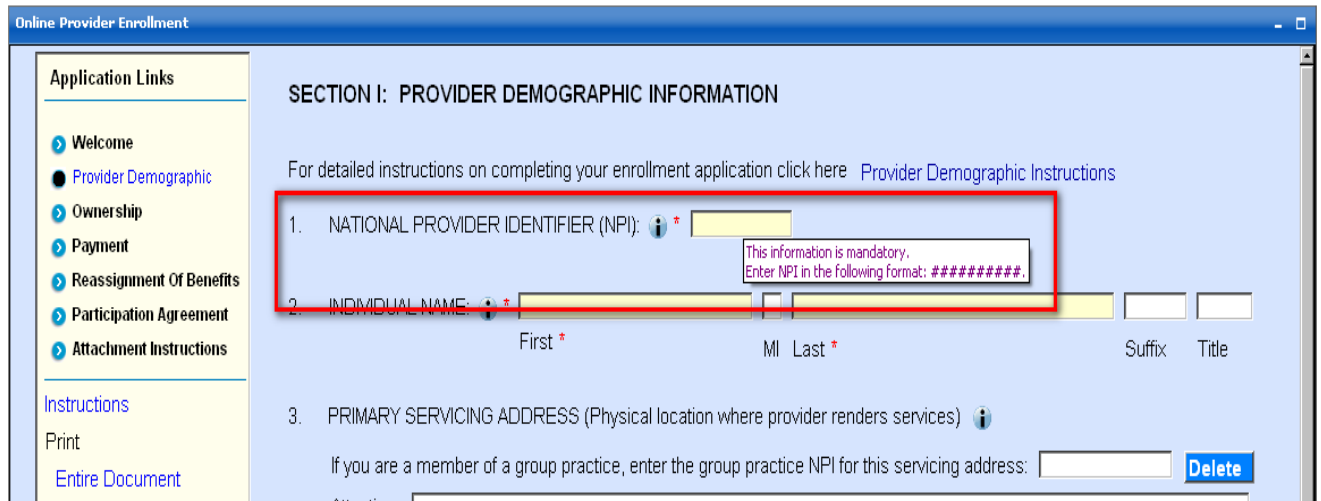 Online Provider Enrollment
Application Links
Welcome
Provider Demographic
Ownership
Payment
Reassignment Of Benefits
Participation Agreement
Attachment Instructions
Instructions
Print
Entire Document
SECTION I: PROVIDER DEMOGRAPHIC INFORMATION
For detailed instructions on completing your enrollment application click here Provider Demographic Instructions
1. NATIONAL PROVIDER IDENTIFIER (NPI): *
This information is mandatory.
Enter NPI in the following format: ##########.
2. INDIVIDUAL NAME: *
First * MI Last * Suffix Title
3. PRIMARY SERVICING ADDRESS (Physical location where provider renders services)
If you are a member of a group practice, enter the group practice NPI for this servicing address: Delete